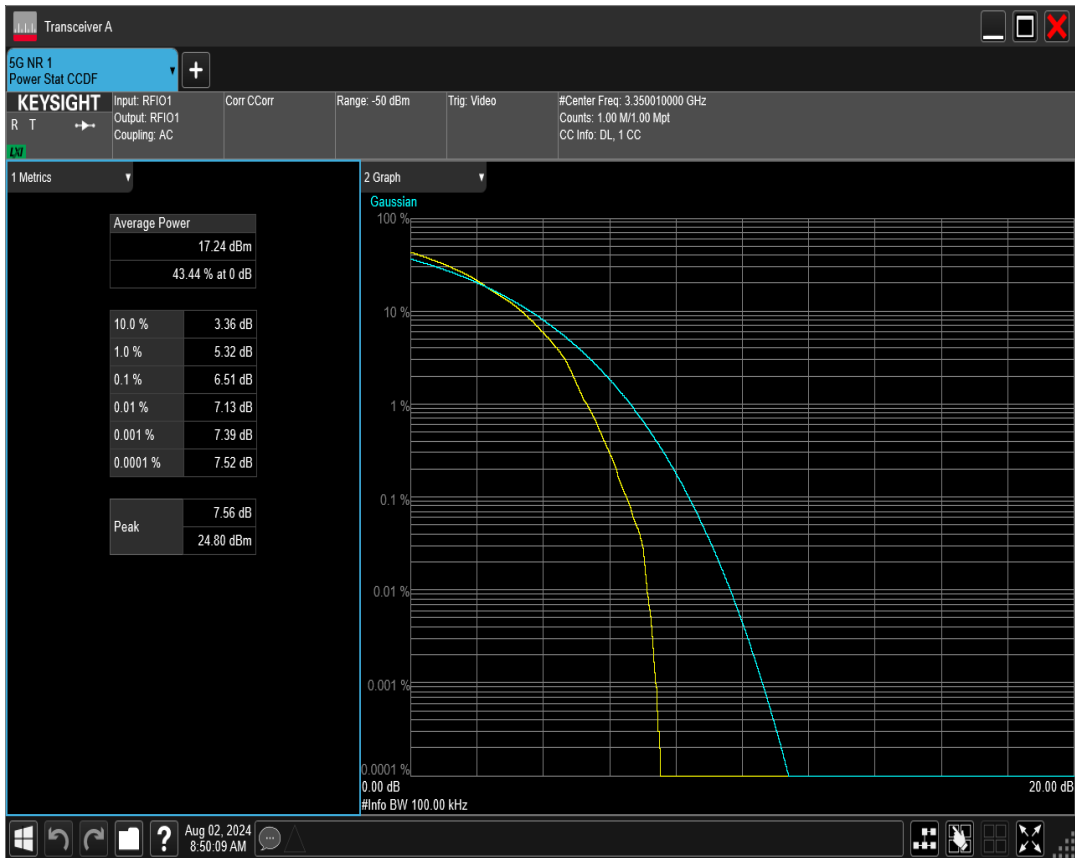 Transceiver A
5G NR 1
Power Stat CCDF
+
KEYSIGHT
R T
LXI
Input: RFIO1
Output: RFIO1
Coupling: AC
Corr CCorr
Range: -50 dBm
Trig: Video
#Center Freq: 3.350010000 GHz
Counts: 1.00 M/1.00 Mpt
CC Info: DL, 1 CC
1 Metrics
Average Power
17.24 dBm
43.44 % at 0 dB
10.0 % 3.36 dB
1.0 % 5.32 dB
0.1 % 6.51 dB
0.01 % 7.13 dB
0.001 % 7.39 dB
0.0001 % 7.52 dB
Peak
7.56 dB
24.80 dBm
2 Graph
Gaussian
100 %
10 %
1 %
0.1 %
0.01 %
0.001 %
0.0001 %
0.00 dB 20.00 dB
#Info BW 100.00 kHz
?
Aug 02, 2024
8:50:09 AM